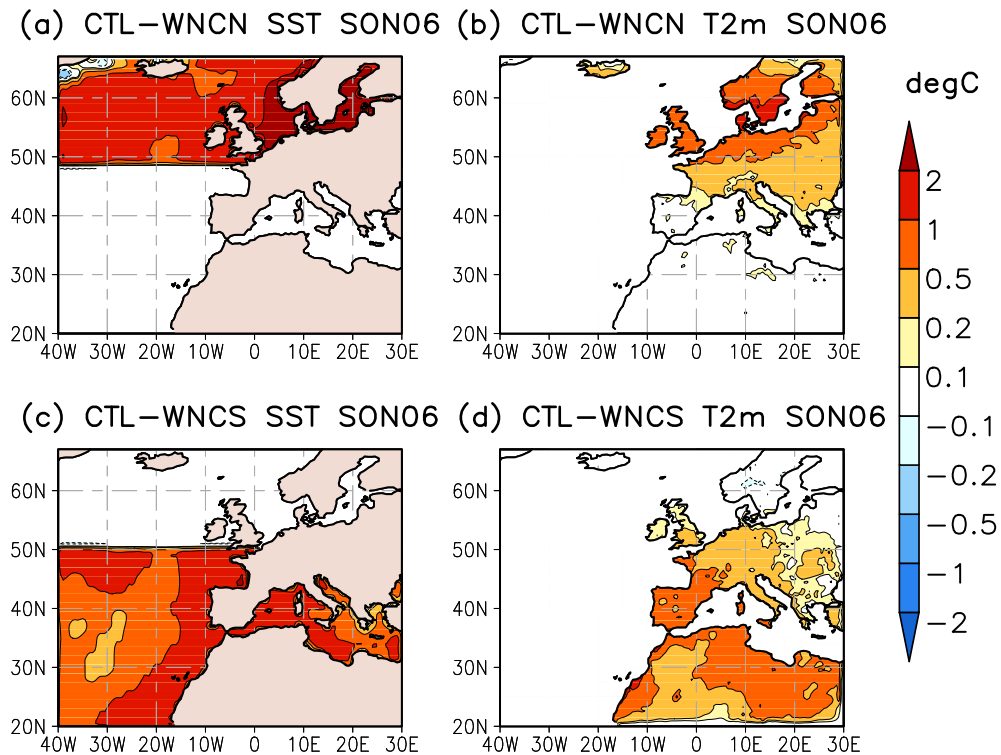 (a) CTL−WNCN SST SON06
(b) CTL−WNCN T2m SON06
60N
50N
40N
30N
20N
40W 30W 20W 10W 0 10E 20E 30E
60N
50N
40N
30N
20N
40W 30W 20W 10W 0 10E 20E 30E
degC
2
1
0.5
0.2
0.1
−0.1
−0.2
−0.5
−1
−2
(c) CTL−WNCS SST SON06
(d) CTL−WNCS T2m SON06
60N
50N
40N
30N
20N
40W 30W 20W 10W 0 10E 20E 30E
60N
50N
40N
30N
20N
40W 30W 20W 10W 0 10E 20E 30E